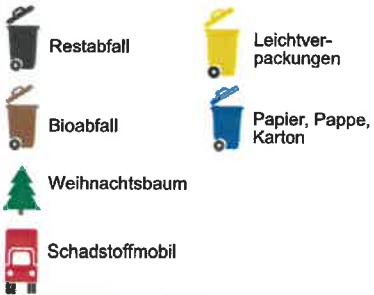 Restabfall
Leichtver-
packungen
Bioabfall
Papier, Pappe,
Karton
Weihnachtsbaum
Schadstoffmobil